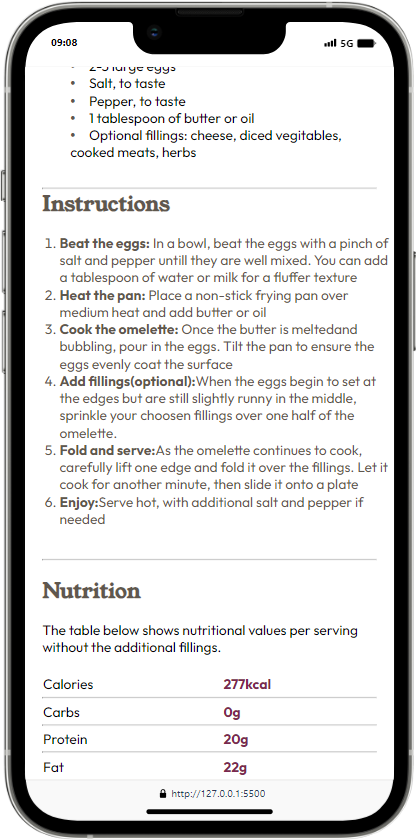 09:08
5G
2-3 large eggs
• Salt, to taste
• Pepper, to taste
• 1 tablespoon of butter or oil
• Optional fillings: cheese, diced vegitables,
cooked meats, herbs
Instructions
1. Beat the eggs: In a bowl, beat the eggs with a pinch of
salt and pepper untill they are well mixed. You can add
a tablespoon of water or milk for a fluffer texture
2. Heat the pan: Place a non-stick frying pan over
medium heat and add butter or oil
3. Cook the omelette: Once the butter is meltedand
bubbling, pour in the eggs. Tilt the pan to ensure the
eggs evenly coat the surface
4. Add fillings(optional):When the eggs begin to set at
the edges but are still slightly runny in the middle,
sprinkle your choosen fillings over one half of the
omelette.
5. Fold and serve:As the omelette continues to cook,
carefully lift one edge and fold it over the fillings. Let it
cook for another minute, then slide it onto a plate
6. Enjoy:Serve hot, with additional salt and pepper if
needed
Nutrition
The table below shows nutritional values per serving
without the additional fillings.
Calories 277kcal
Carbs 0g
Protein 20g
Fat 22g
http://127.0.0.1:5500